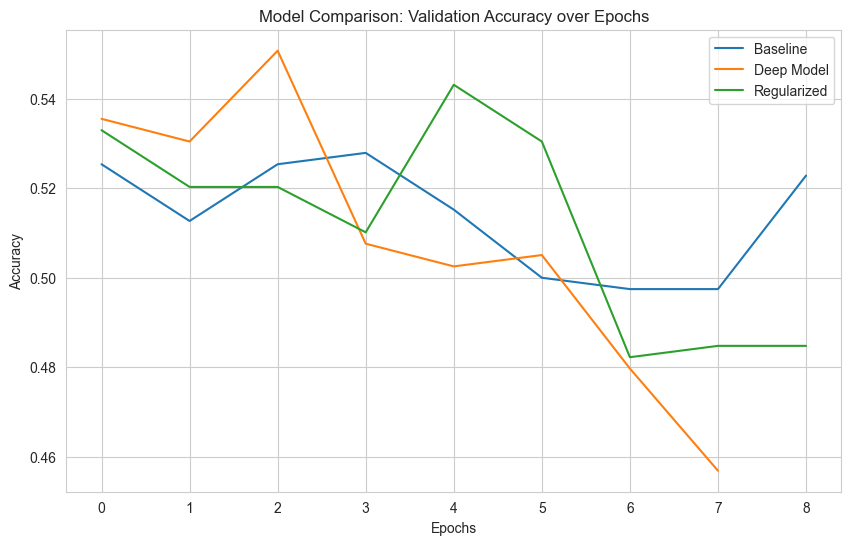 Model Comparison: Validation Accuracy over Epochs
Baseline
Deep Model
Regularized
Accuracy
0.54
0.52
0.50
0.48
0.46
0 1 2 3 4 5 6 7 8
Epochs